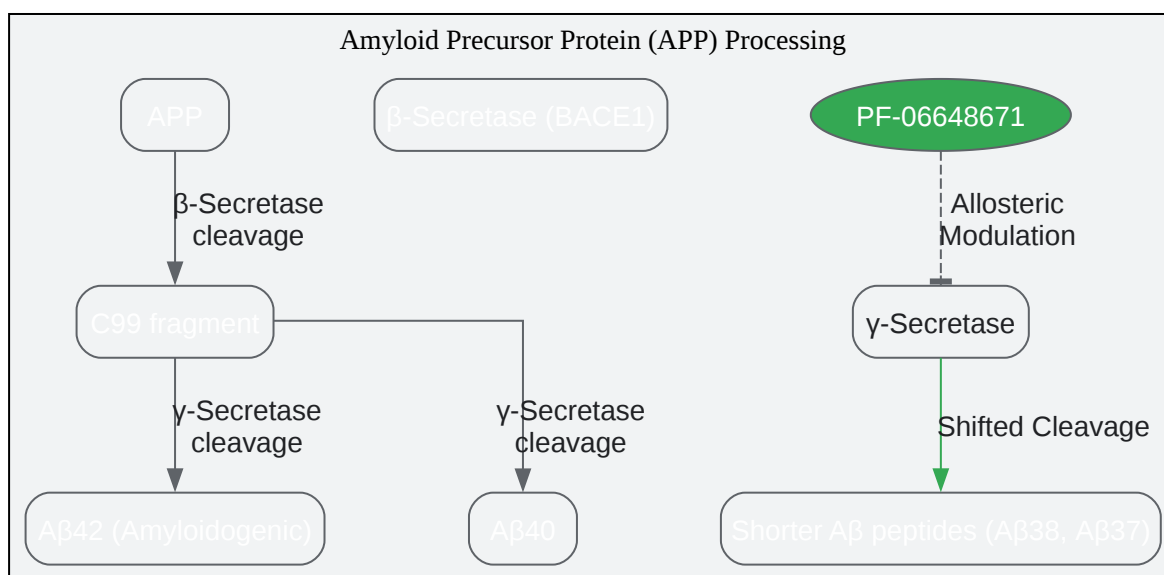 Amyloid Precursor Protein (APP) Processing
APP
β-Secretase (BACE1)
PF-06648671
β-Secretase
cleavage
Allosteric
Modulation
C99 fragment
γ-Secretase
γ-Secretase
cleavage
γ-Secretase
cleavage
Shifted Cleavage
Aβ42 (Amyloidogenic)
Aβ40
Shorter Aβ peptides (Aβ38, Aβ37)